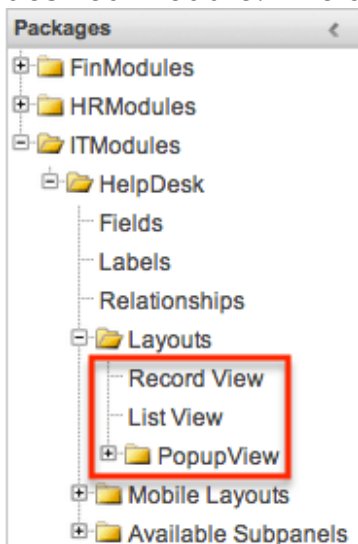 Packages
FinModules
HRModules
ITModules
HelpDesk
Fields
Labels
Relationships
Layouts
Record View
List View
PopupView
Mobile Layouts
Available Subpanels